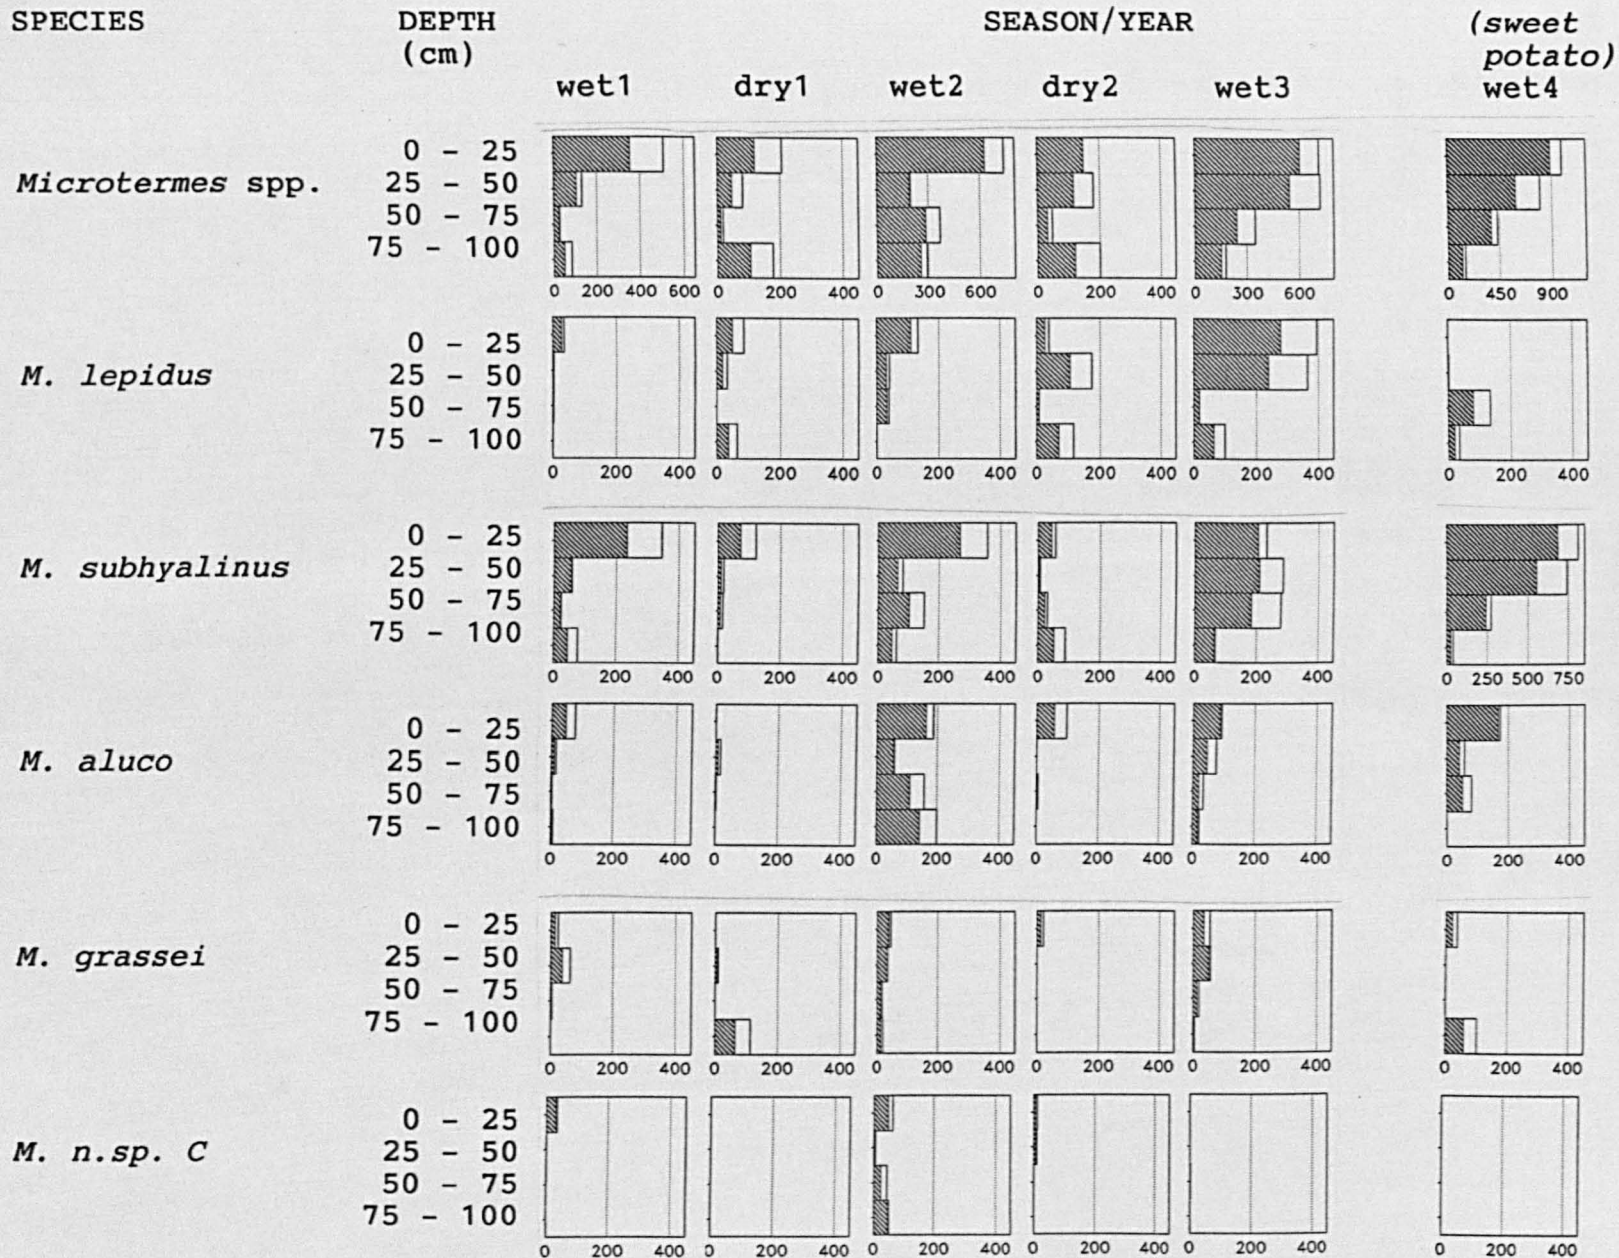 SPECIES DEPTH (cm) SEASON/YEAR (sweet potato)
wet1 dry1 wet2 dry2 wet3 wet4
Microtermes spp.
0 - 25
25 - 50
50 - 75
75 - 100
0 200 400 600 0 200 400 0 300 600 0 200 400 0 300 600 0 450 900
M. lepidus
0 - 25
25 - 50
50 - 75
75 - 100
0 200 400 0 200 400 0 200 400 0 200 400 0 200 400 0 200 400
M. subhyalinus
0 - 25
25 - 50
50 - 75
75 - 100
0 200 400 0 200 400 0 200 400 0 200 400 0 200 400 0 250 500 750
M. aluco
0 - 25
25 - 50
50 - 75
75 - 100
0 200 400 0 200 400 0 200 400 0 200 400 0 200 400 0 200 400
M. grassei
0 - 25
25 - 50
50 - 75
75 - 100
0 200 400 0 200 400 0 200 400 0 200 400 0 200 400 0 200 400
M. n.sp. C
0 - 25
25 - 50
50 - 75
75 - 100
0 200 400 0 200 400 0 200 400 0 200 400 0 200 400 0 200 400